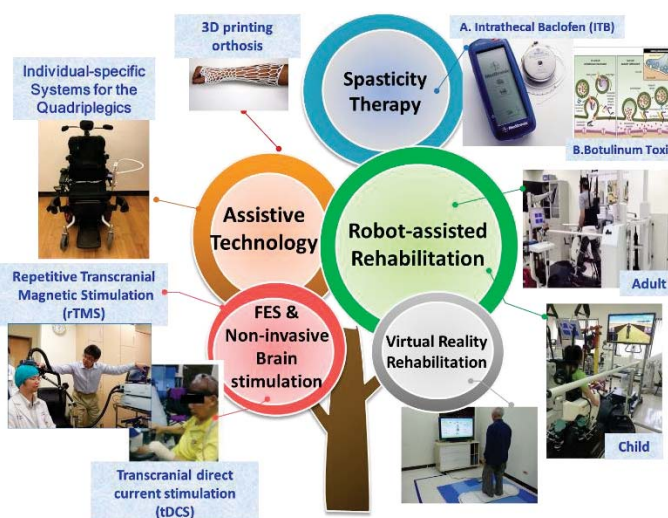 3D printing
orthosis
Individual-specific
Systems for the
Quadriplegics
Spasticity
Therapy
A. Intrathecal Baclofen (ITB)
B.Botulinum Toxi
Assistive
Technology
Robot-assisted
Rehabilitation
Adult
Repetitive Transcranial
Magnetic Stimulation
(rTMS)
FES &
Non-invasive
Brain
stimulation
Virtual Reality
Rehabilitation
Child
Transcranial direct
current stimulation
(tDCS)